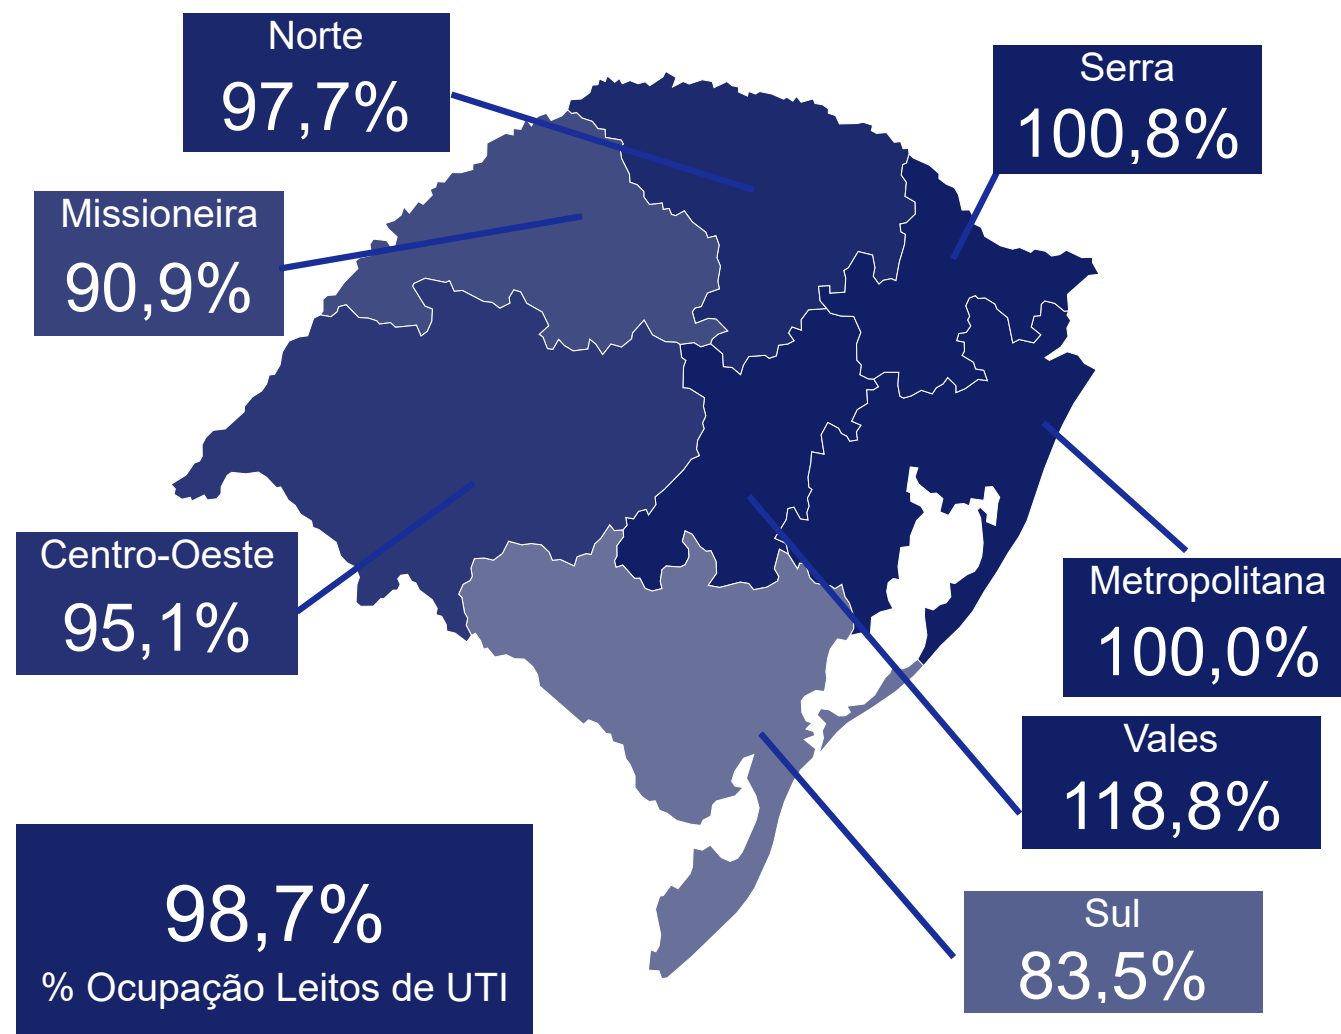 Norte
97,7%
Serra
100,8%
Missioneira
90,9%
Centro-Oeste
95,1%
Metropolitana
100,0%
Vales
118,8%
Sul
83,5%
98,7%
% Ocupação Leitos de UTI